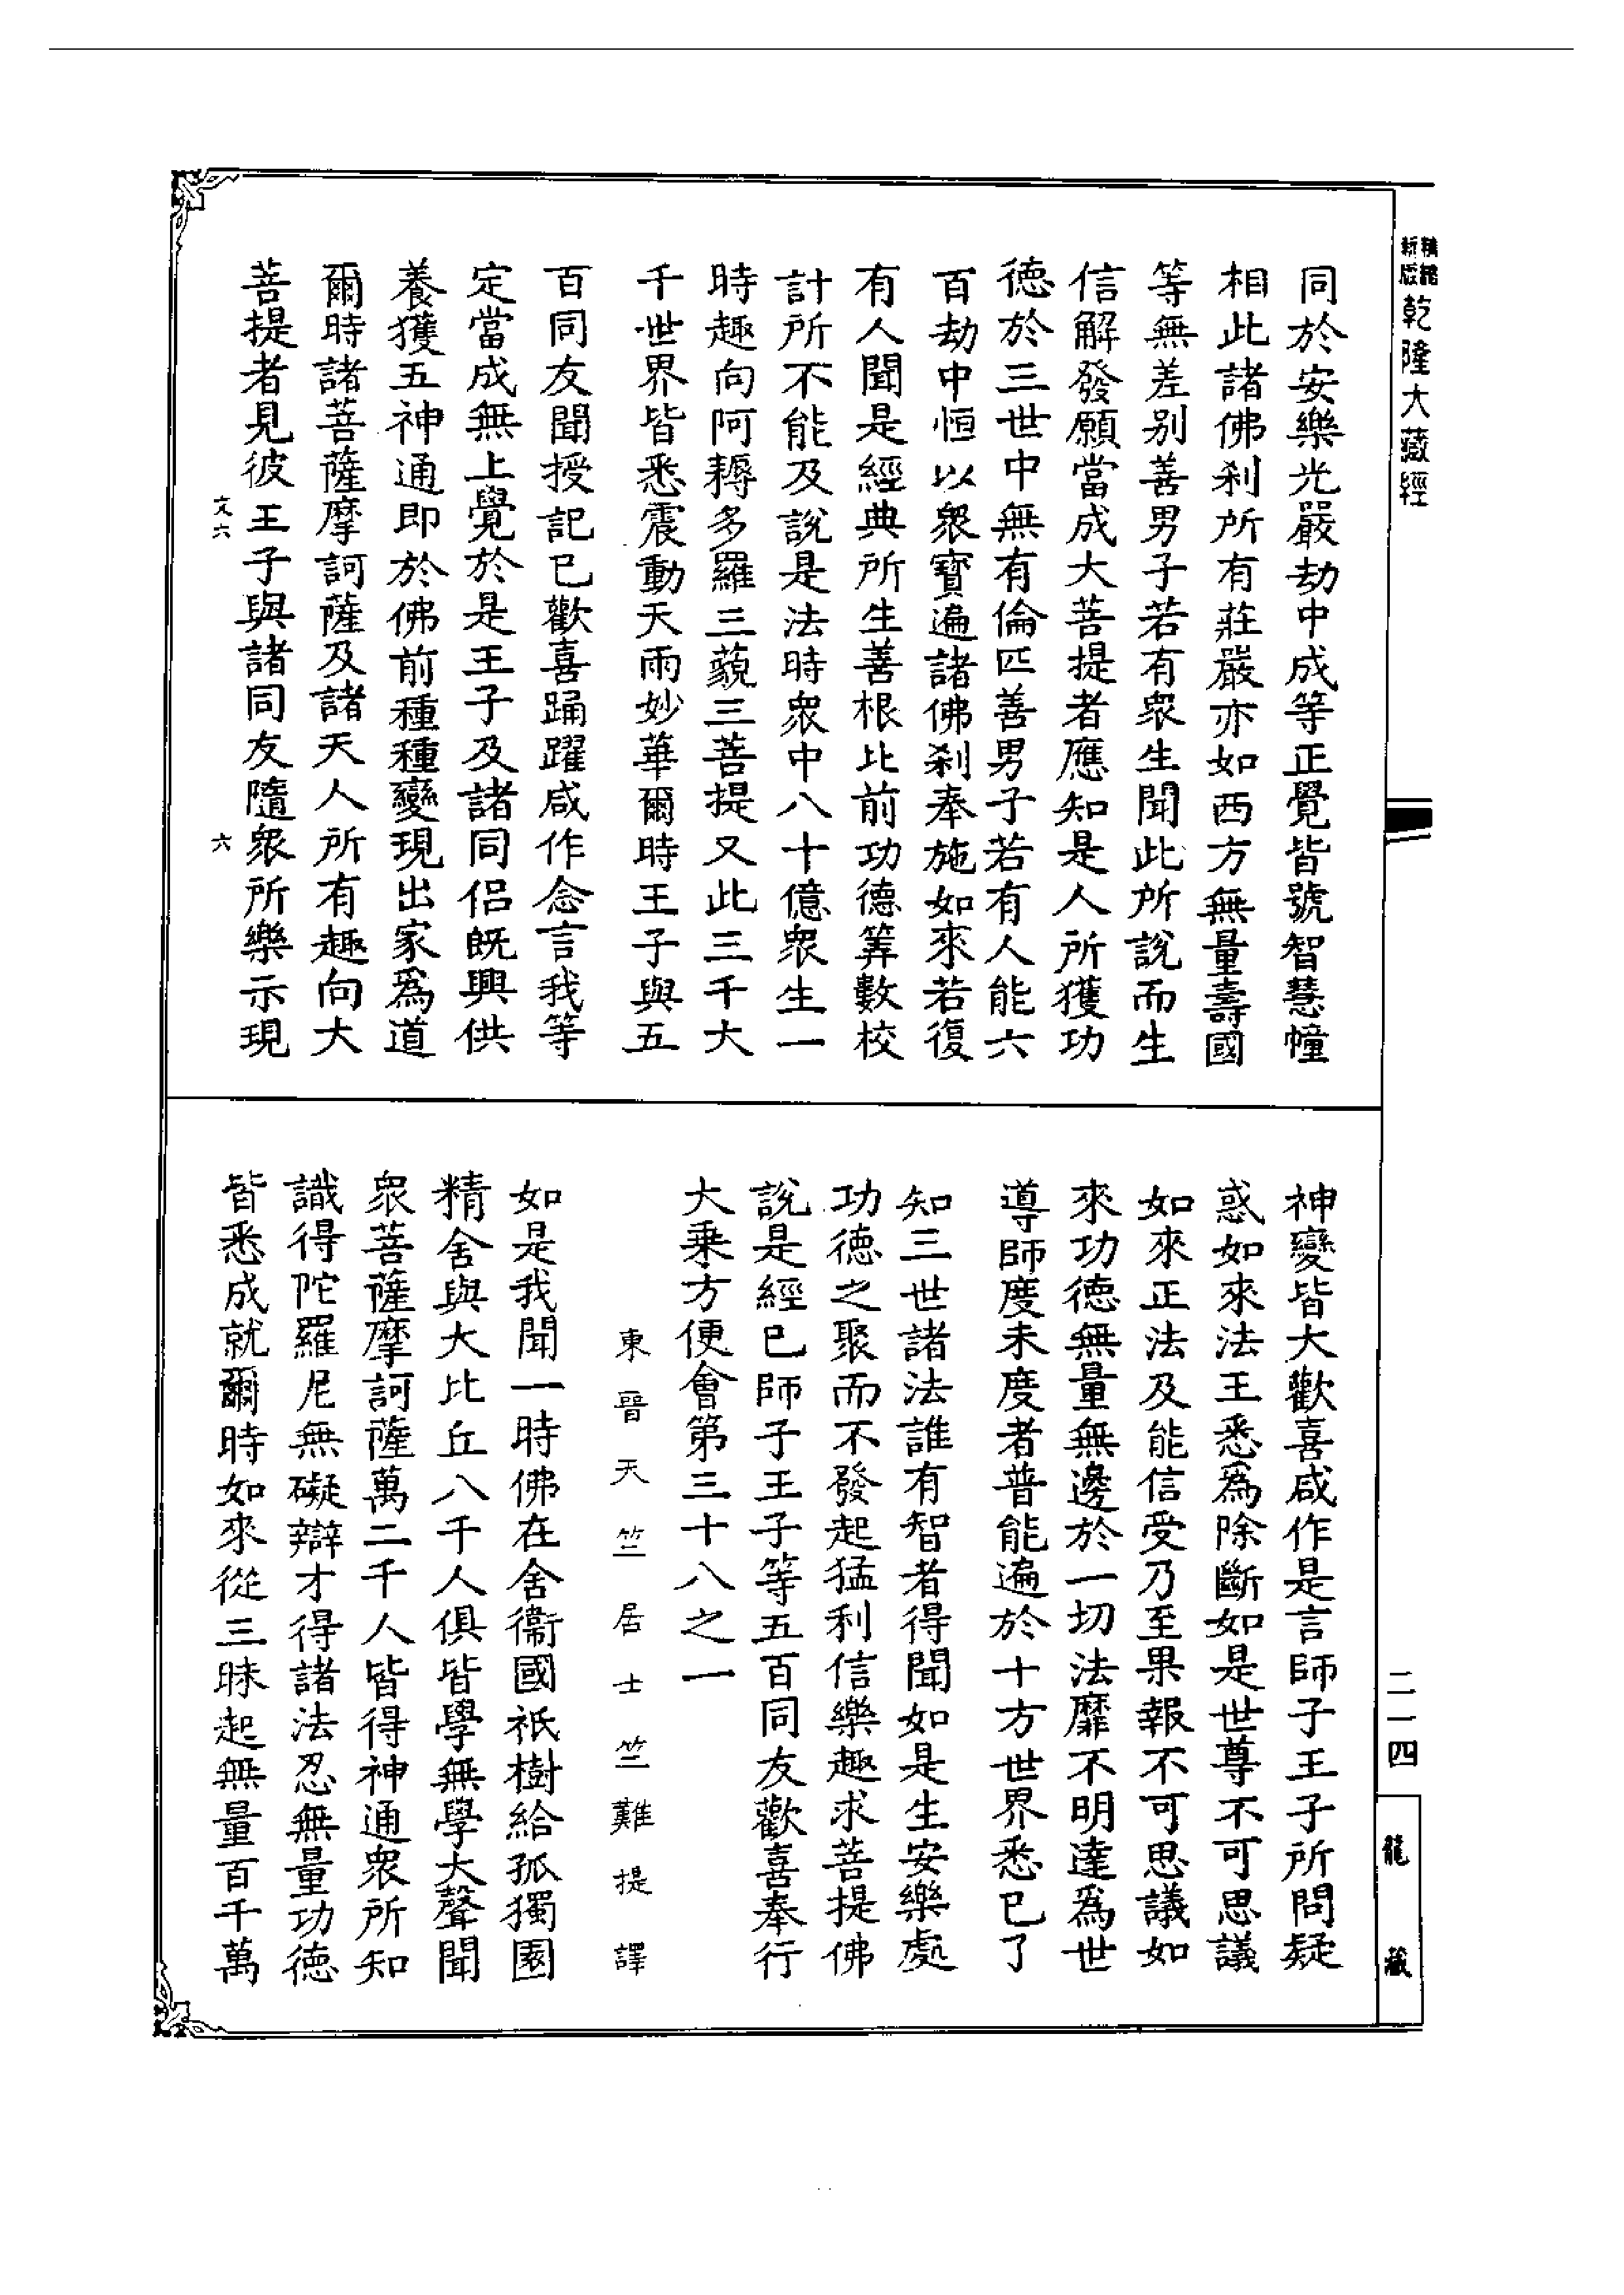 精縮新版乾隆大藏經
同於安樂光嚴劫中成等正覺皆號智慧幢
相此諸佛剎所有莊嚴亦如西方無量壽國
等無差別善男子若有眾生聞此所說而生
信解發願當成大菩提者應知是人所獲功
德於三世中無有倫匹善男子若有人能六
百劫中恒以眾寶遍諸佛剎奉施如來若復
有人聞是經典所生善根比前功德筭數校
計所不能及說是法時眾中八十億眾生一
時趣向阿耨多羅三藐三菩提又此三千大
千世界皆悉震動天雨妙華爾時王子與五
百同友聞授記已歡喜踊躍咸作念言我等
定當成無上覺於是王子及諸同侶既興供
養獲五神通即於佛前種種變現出家為道
爾時諸菩薩摩訶薩及諸天人所有趣向大
菩提者見彼王子與諸同友隨眾所樂示現
文六 六
神變皆大歡喜咸作是言師子王子所問疑
惑如來法王悉為除斷如是世尊不可思議
如來正法及能信受乃至果報不可思議如
來功德無量無邊於一切法靡不明達為世
導師度未度者普能遍於十方世界悉已了
知三世諸法誰有智者得聞如是生安樂處
功德之聚而不發起猛利信樂趣求菩提佛
說是經已師子王子等五百同友歡喜奉行
大乘方便會第三十八之一
東晉天竺居士竺難提譯
如是我聞一時佛在舍衞國祇樹給孤獨園
精舍與大比丘八千人俱皆學無學大聲聞
眾菩薩摩訶薩萬二千人皆得神通眾所知
識得陀羅尼無礙辯才得諸法忍無量功德
皆悉成就爾時如來從三昧起無量百千萬
二一四
龍藏